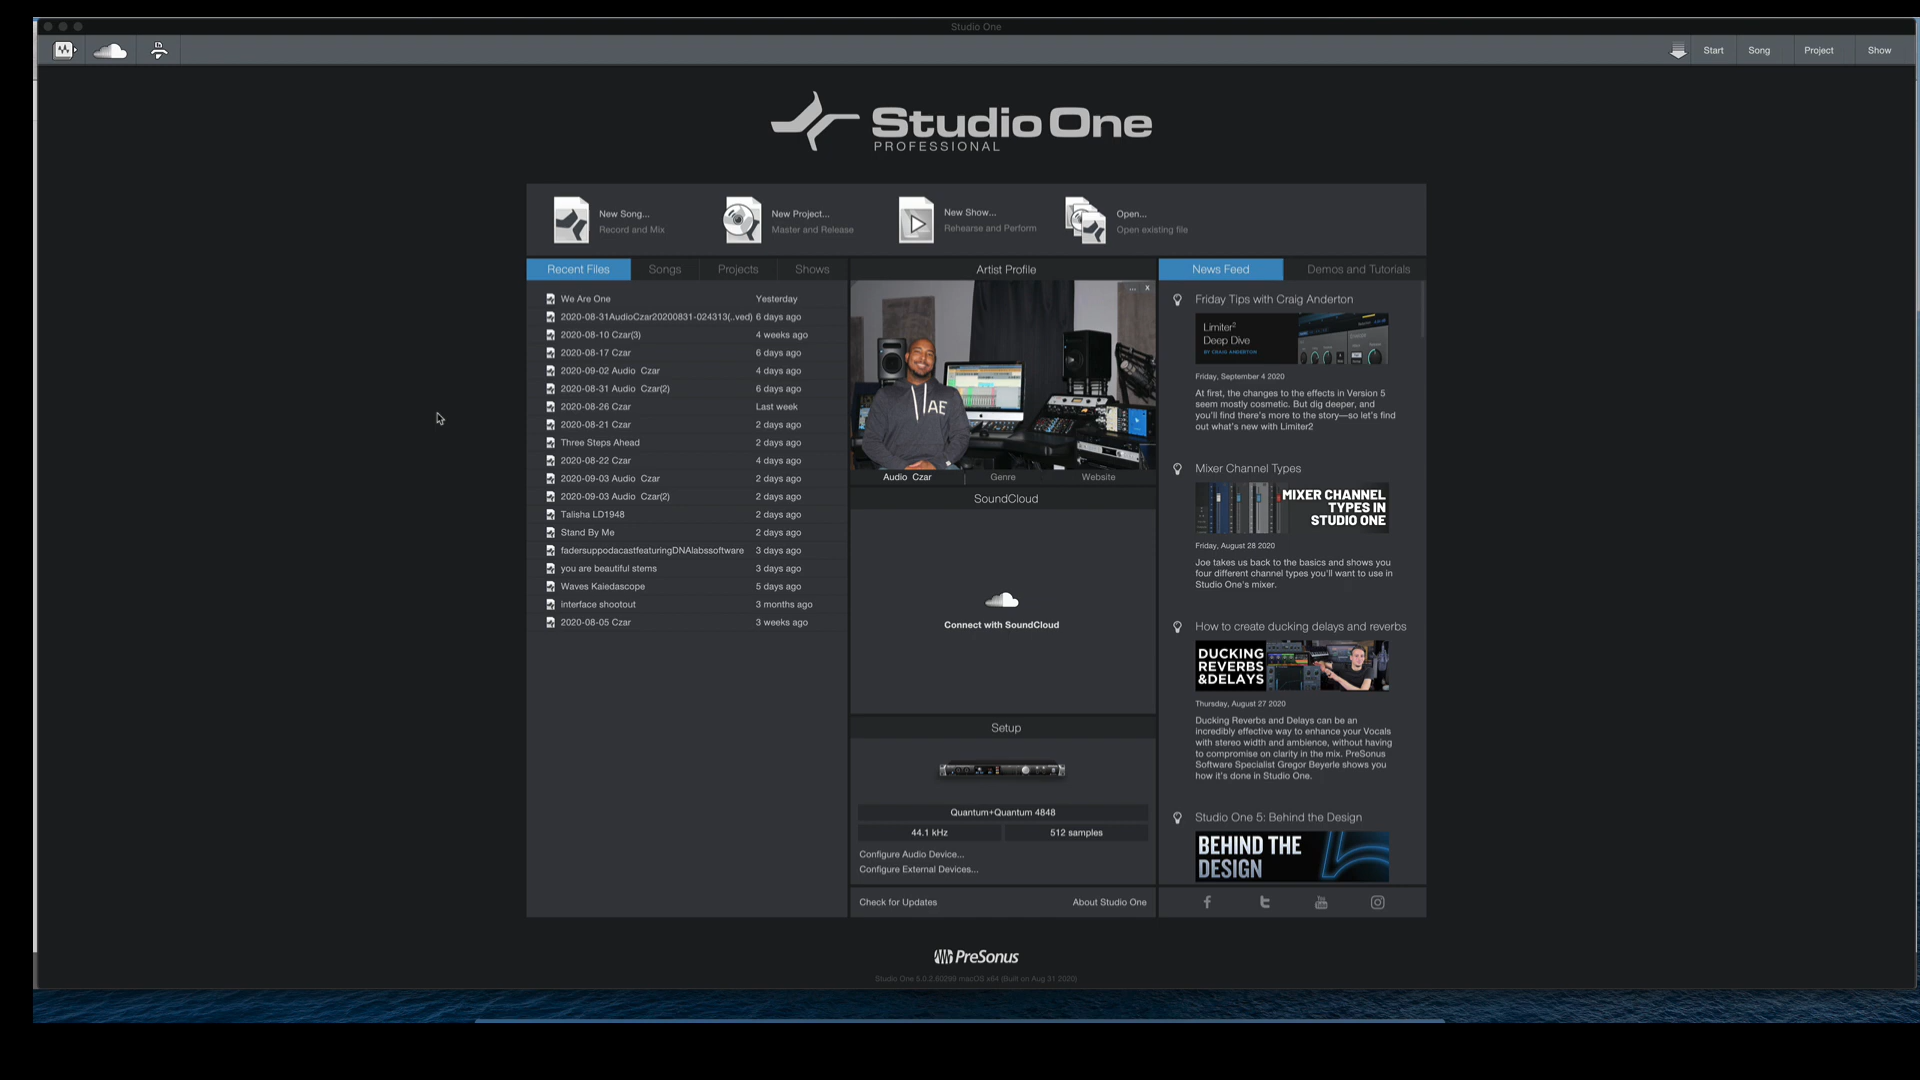 Studio One
Start
Song
Project
Show
Studio One
PROFESSIONAL
New Song...
Record and Mix
New Project...
Master and Release
New Show...
Rehearse and Perform
Open...
Open existing file
Recent Files
Songs
Projects
Shows
We Are One Yesterday
2020-08-31AudioCzar20200831-024313(..ved) 6 days ago
2020-08-10 Czar(3) 4 weeks ago
2020-08-17 Czar 6 days ago
2020-09-02 Audio Czar 4 days ago
2020-08-31 Audio Czar(2) 6 days ago
2020-08-26 Czar Last week
2020-08-21 Czar 2 days ago
Three Steps Ahead 2 days ago
2020-08-22 Czar 4 days ago
2020-09-03 Audio Czar 2 days ago
2020-09-03 Audio Czar(2) 2 days ago
Talisha LD1948 2 days ago
Stand By Me 2 days ago
fadersuppodacastfeaturingDNAlabssoftware 3 days ago
you are beautiful stems 3 days ago
Waves Kaiedascope 5 days ago
interface shootout 3 months ago
2020-08-05 Czar 3 weeks ago
Artist Profile
... x
AE
Audio Czar
Genre
Website
SoundCloud
Connect with SoundCloud
Setup
Quantum+Quantum 4848
44.1 kHz
512 samples
Configure Audio Device...
Configure External Devices...
Check for Updates
About Studio One
News Feed
Demos and Tutorials
Friday Tips with Craig Anderton
Limiter²
Deep Dive
BY CRAIG ANDERTON
Friday, September 4 2020
At first, the changes to the effects in Version 5
seem mostly cosmetic. But dig deeper, and
you'll find there's more to the story—so let's find
out what's new with Limiter2
Mixer Channel Types
MIXER CHANNEL
TYPES IN
STUDIO ONE
Friday, August 28 2020
Joe takes us back to the basics and shows you
four different channel types you'll want to use in
Studio One's mixer.
How to create ducking delays and reverbs
DUCKING
REVERBS
&DELAYS
Thursday, August 27 2020
Ducking Reverbs and Delays can be an
incredibly effective way to enhance your Vocals
with stereo width and ambience, without having
to compromise on clarity in the mix. PreSonus
Software Specialist Gregor Beyerle shows you
how it's done in Studio One.
Studio One 5: Behind the Design
BEHIND THE
DESIGN
PreSonus
Studio One 5.0.2.60289 macOS x64 (Built on Aug 31 2020)